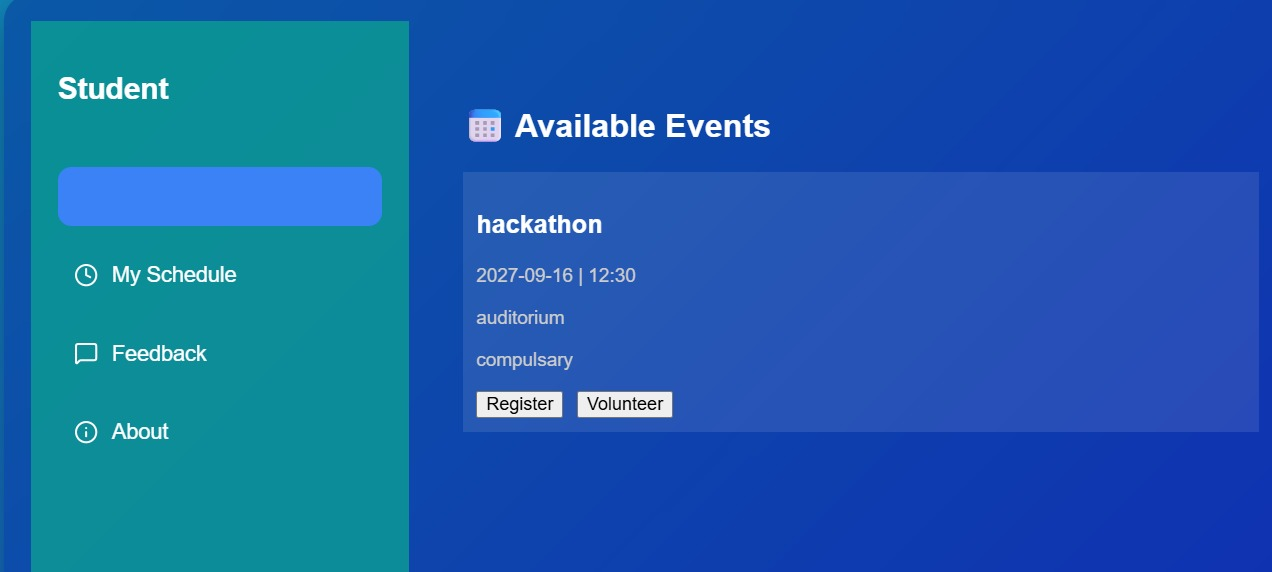 Student
My Schedule
Feedback
About
Available Events
hackathon
2027-09-16 | 12:30
auditorium
compulsary
Register Volunteer